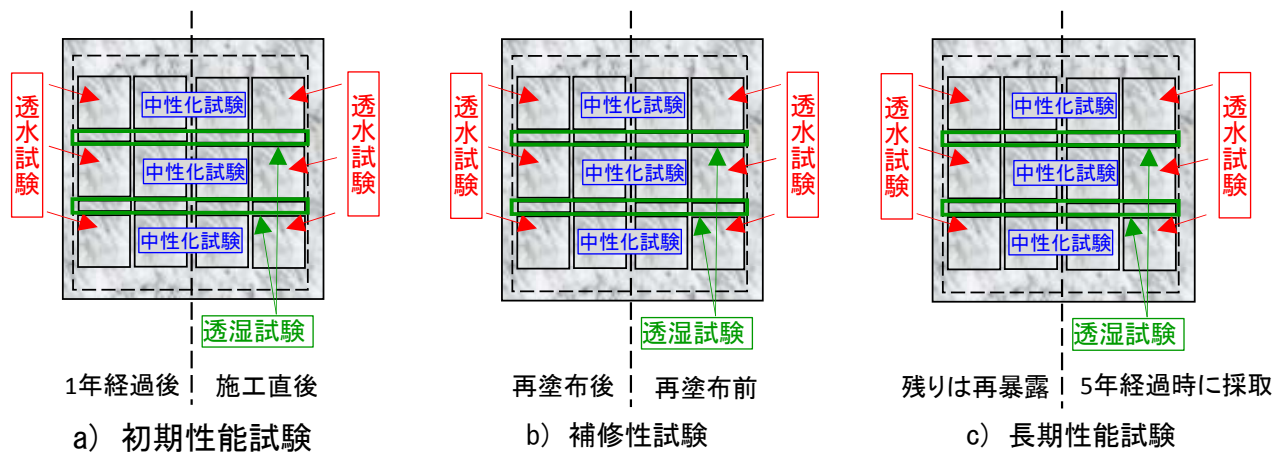 透水試験
中性化試験
中性化試験
中性化試験
透水試験
透湿試験
1年経過後
施工直後
a) 初期性能試験
透水試験
中性化試験
中性化試験
中性化試験
透水試験
透湿試験
再塗布後
再塗布前
b) 補修性試験
透水試験
中性化試験
中性化試験
中性化試験
透水試験
透湿試験
残りは再暴露
5年経過時に採取
c) 長期性能試験